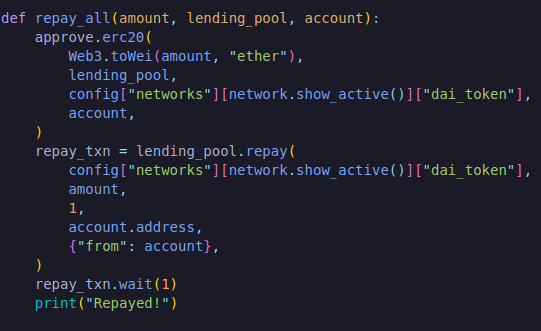 def repay_all(amount, lending_pool, account):
    approve.erc20(
        Web3.toWei(amount, "ether"),
        lending_pool,
        config["networks"][network.show_active()]["dai_token"],
        account,
    )
    repay_txn = lending_pool.repay(
        config["networks"][network.show_active()]["dai_token"],
        amount,
        1,
        account.address,
        {"from": account},
    )
    repay_txn.wait(1)
    print("Repayed!")